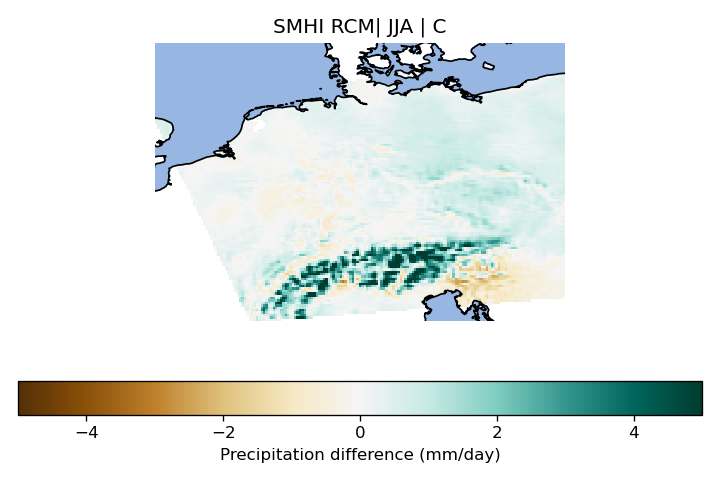 SMHI RCM| JJA | C
−4 −2 0 2 4
Precipitation difference (mm/day)